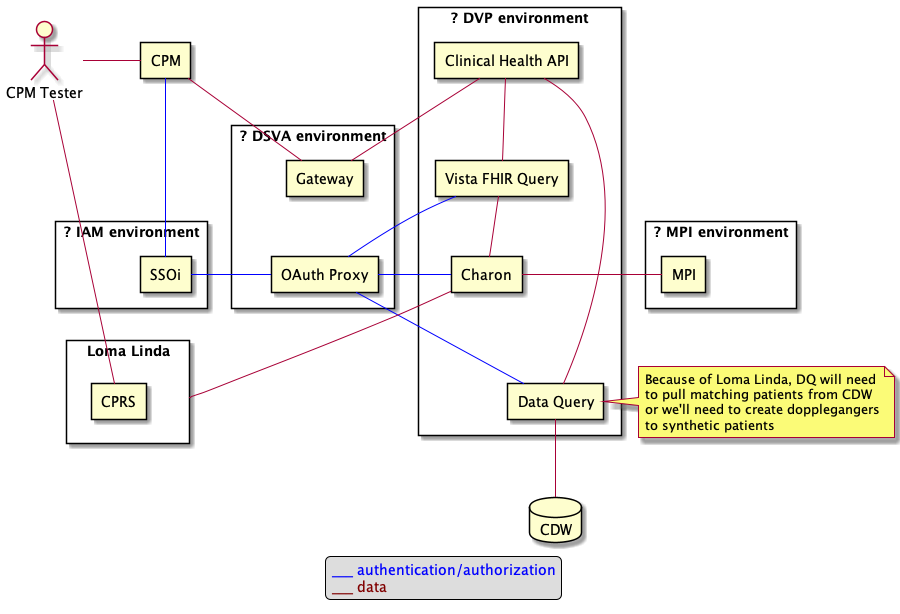 ? DVP environment
CPM Tester
CPM
Clinical Health API
? DSVA environment
Gateway
Vista FHIR Query
? IAM environment
SSOi
OAuth Proxy
Charon
? MPI environment
MPI
Loma Linda
CPRS
Data Query
Because of Loma Linda, DQ will need
to pull matching patients from CDW
or we'll need to create dopplegangers
to synthetic patients
CDW
___ authentication/authorization
___ data